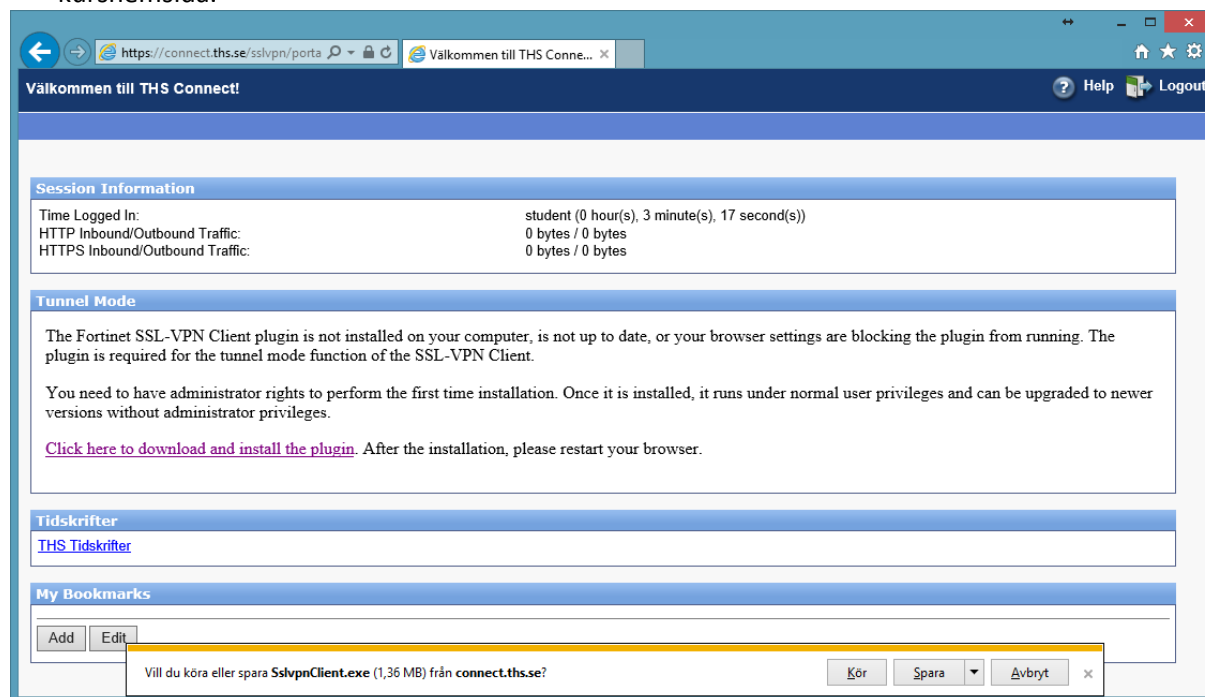 https://connect.ths.se/sslvpn/porta
Välkommen till THS Conne...
Välkommen till THS Connect!
Help
Logout
Session Information
Time Logged In: student (0 hour(s), 3 minute(s), 17 second(s))
HTTP Inbound/Outbound Traffic: 0 bytes / 0 bytes
HTTPS Inbound/Outbound Traffic: 0 bytes / 0 bytes
Tunnel Mode
The Fortinet SSL-VPN Client plugin is not installed on your computer, is not up to date, or your browser settings are blocking the plugin from running. The
plugin is required for the tunnel mode function of the SSL-VPN Client.
You need to have administrator rights to perform the first time installation. Once it is installed, it runs under normal user privileges and can be upgraded to newer
versions without administrator privileges.
Click here to download and install the plugin. After the installation, please restart your browser.
Tidskrifter
THS Tidskrifter
My Bookmarks
Add Edit
Vill du köra eller spara SslvpnClient.exe (1,36 MB) från connect.ths.se?
Kör Spara Avbryt